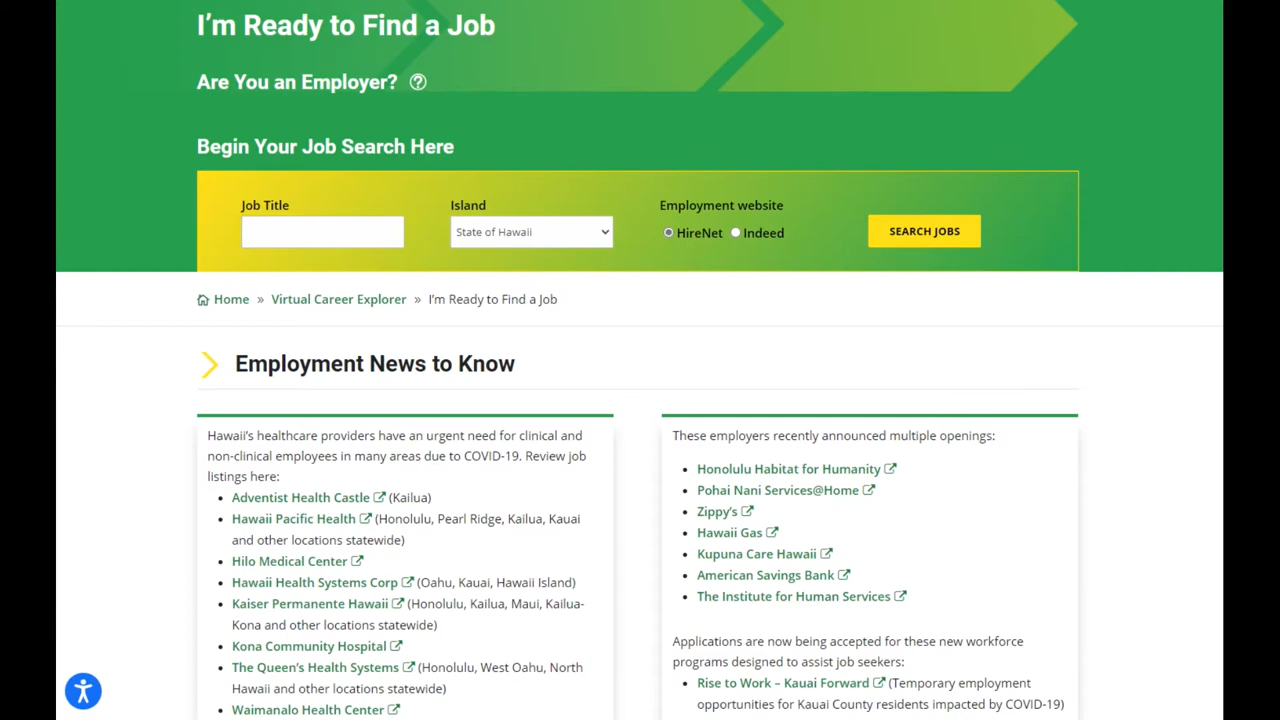 I'm Ready to Find a Job
Are You an Employer?
Begin Your Job Search Here
Job Title
Island
Employment website
State of Hawaii
HireNet
Indeed
SEARCH JOBS
Home » Virtual Career Explorer » I'm Ready to Find a Job
Employment News to Know
Hawaii's healthcare providers have an urgent need for clinical and
non-clinical employees in many areas due to COVID-19. Review job
listings here:
• Adventist Health Castle (Kailua)
• Hawaii Pacific Health (Honolulu, Pearl Ridge, Kailua, Kauai
and other locations statewide)
• Hilo Medical Center
• Hawaii Health Systems Corp (Oahu, Kauai, Hawaii Island)
• Kaiser Permanente Hawaii (Honolulu, Kailua, Maui, Kailua-
Kona and other locations statewide)
• Kona Community Hospital
• The Queen's Health Systems (Honolulu, West Oahu, North
Hawaii and other locations statewide)
• Waimanalo Health Center
These employers recently announced multiple openings:
• Honolulu Habitat for Humanity
• Pohai Nani Services@Home
• Zippy's
• Hawaii Gas
• Kupuna Care Hawaii
• American Savings Bank
• The Institute for Human Services
Applications are now being accepted for these new workforce
programs designed to assist job seekers:
• Rise to Work – Kauai Forward (Temporary employment
opportunities for Kauai County residents impacted by COVID-19)